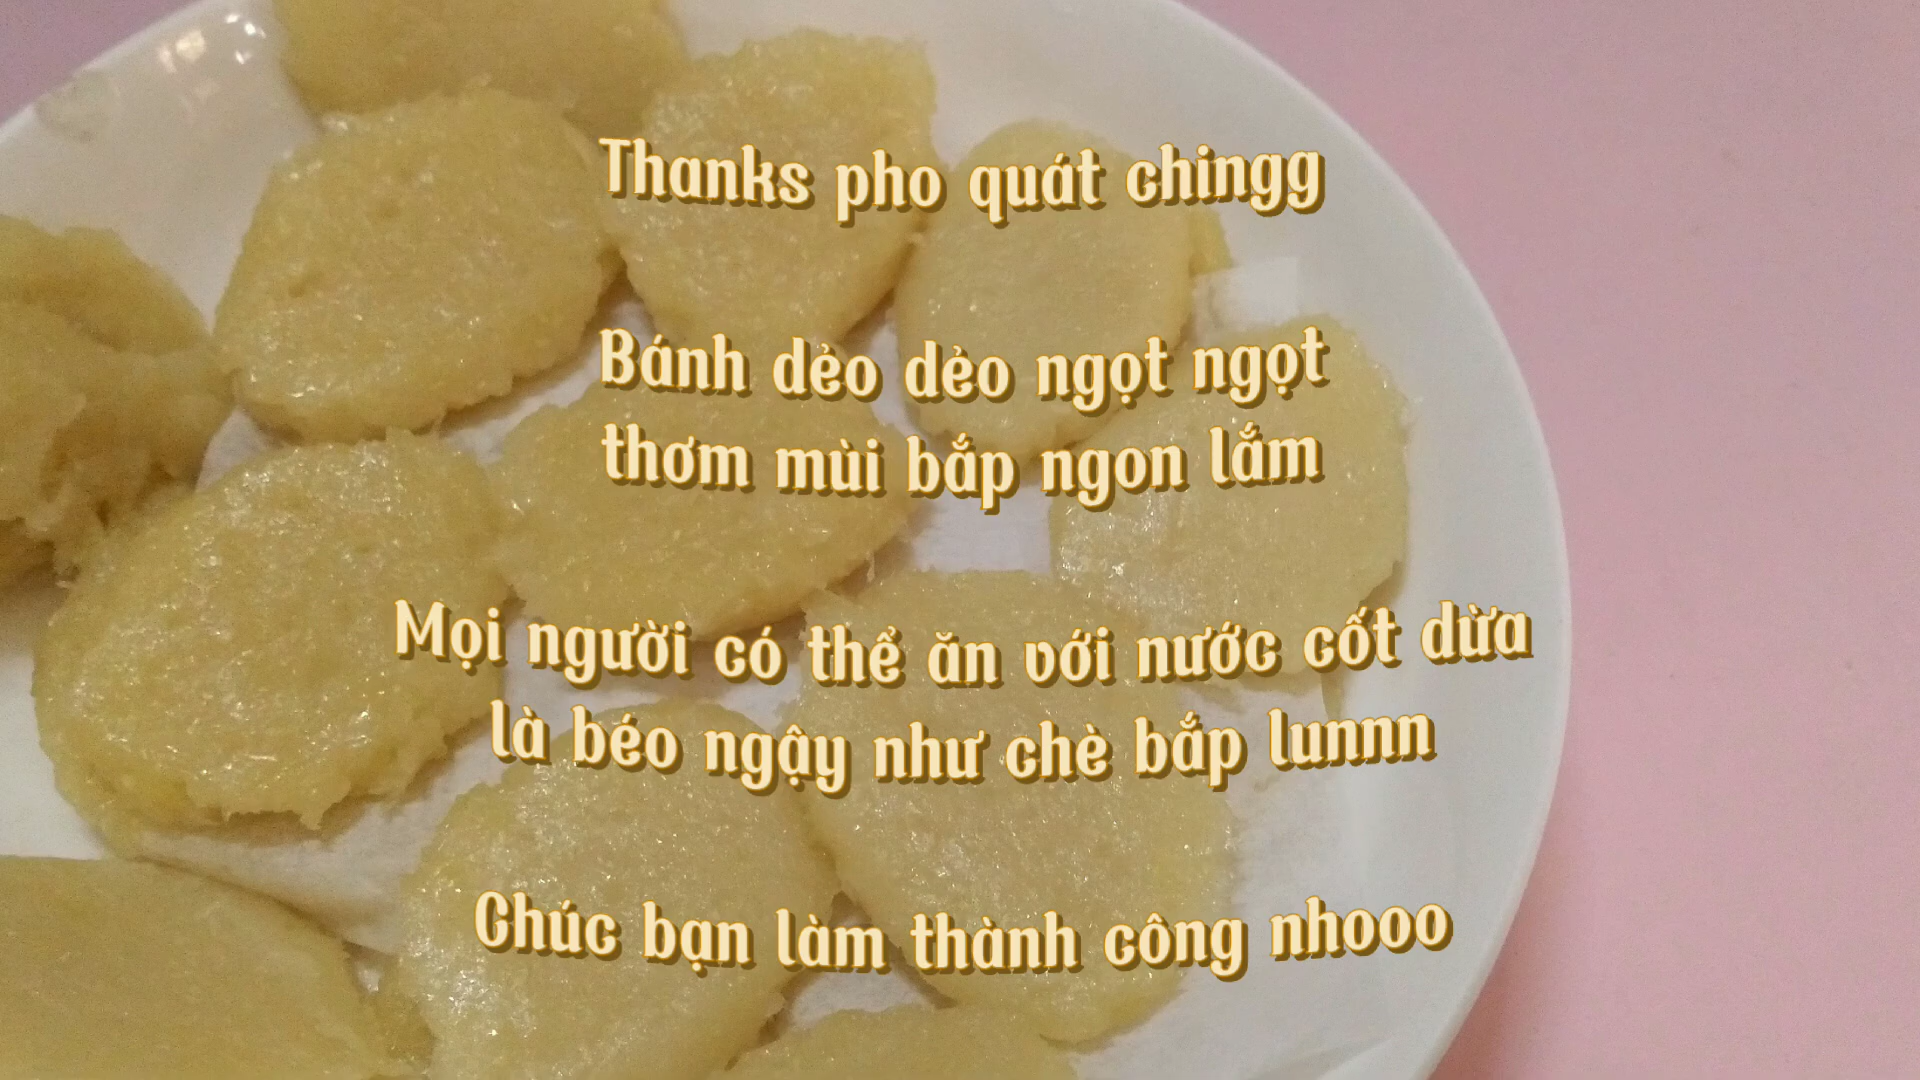 Thanks pho quát chingg
Bánh dẻo dẻo ngọt ngọt
thơm mùi bắp ngon lắm
Mọi người có thể ăn với nước cốt dừa
là béo ngậy như chè bắp lunnn
Chúc bạn làm thành công nhooo